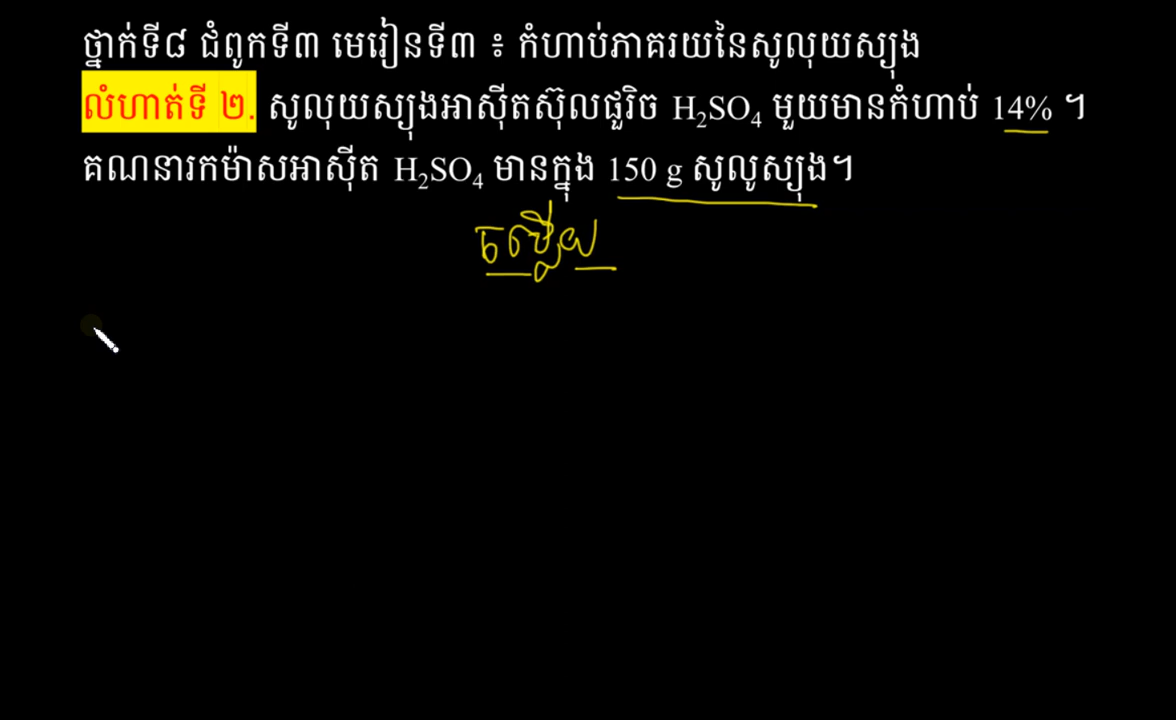 ថ្នាក់ទី៨ ជំពូកទី៣ មេរៀនទី៣ ៖ កំហាប់ភាគរយនៃសូលុយស្យុង
លំហាត់ទី ២. សូលុយស្យុងអាស៊ីតស៊ុលផួរិច H₂SO₄ មួយមានកំហាប់ 14% ។
គណនារកម៉ាសអាស៊ីត H₂SO₄ មានក្នុង 150 g សូលូស្យុង។
ចម្លើយ